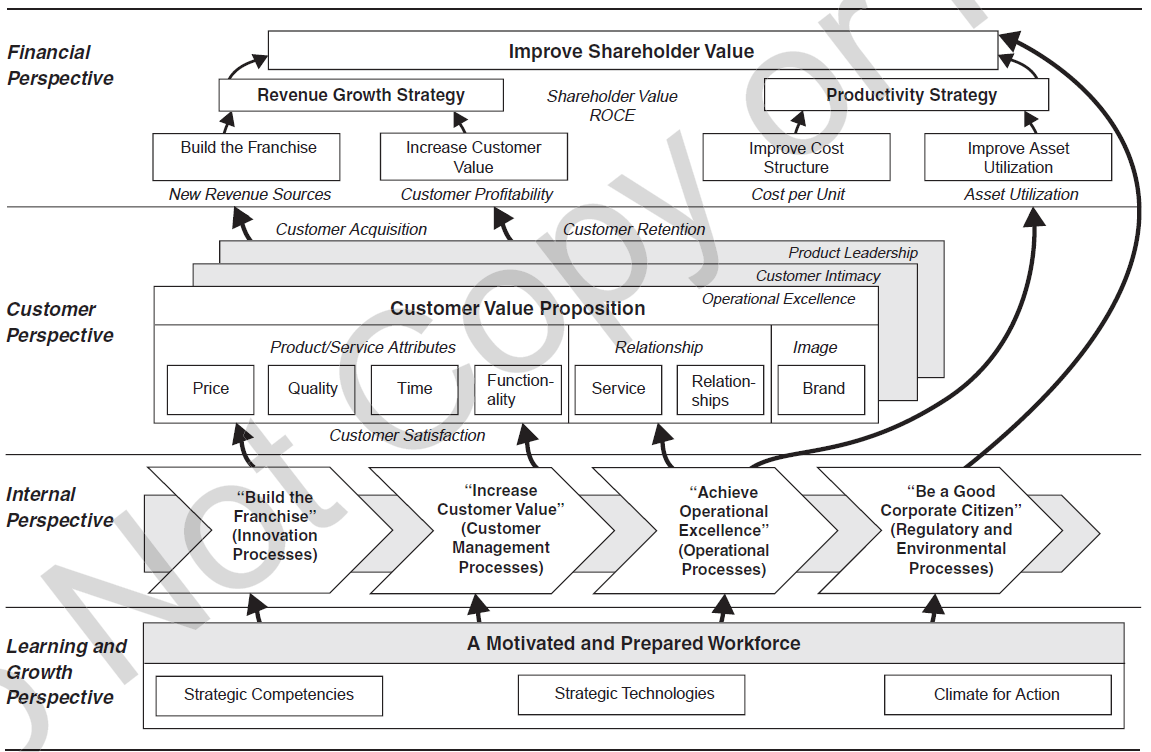 Financial
Perspective
Improve Shareholder Value
Revenue Growth Strategy
Shareholder Value
ROCE
Productivity Strategy
Build the Franchise
Increase Customer
Value
Improve Cost
Structure
Improve Asset
Utilization
New Revenue Sources
Customer Profitability
Cost per Unit
Asset Utilization
Customer Acquisition
Customer Retention
Customer
Perspective
Product Leadership
Customer Intimacy
Operational Excellence
Customer Value Proposition
Product/Service Attributes
Relationship
Image
Price
Quality
Time
Function-
ality
Service
Relation-
ships
Brand
Customer Satisfaction
Internal
Perspective
“Build the
Franchise”
(Innovation
Processes)
“Increase
Customer Value”
(Customer
Management
Processes)
“Achieve
Operational
Excellence”
(Operational
Processes)
“Be a Good
Corporate Citizen”
(Regulatory and
Environmental
Processes)
Learning and
Growth
Perspective
A Motivated and Prepared Workforce
Strategic Competencies
Strategic Technologies
Climate for Action
Not Copy or